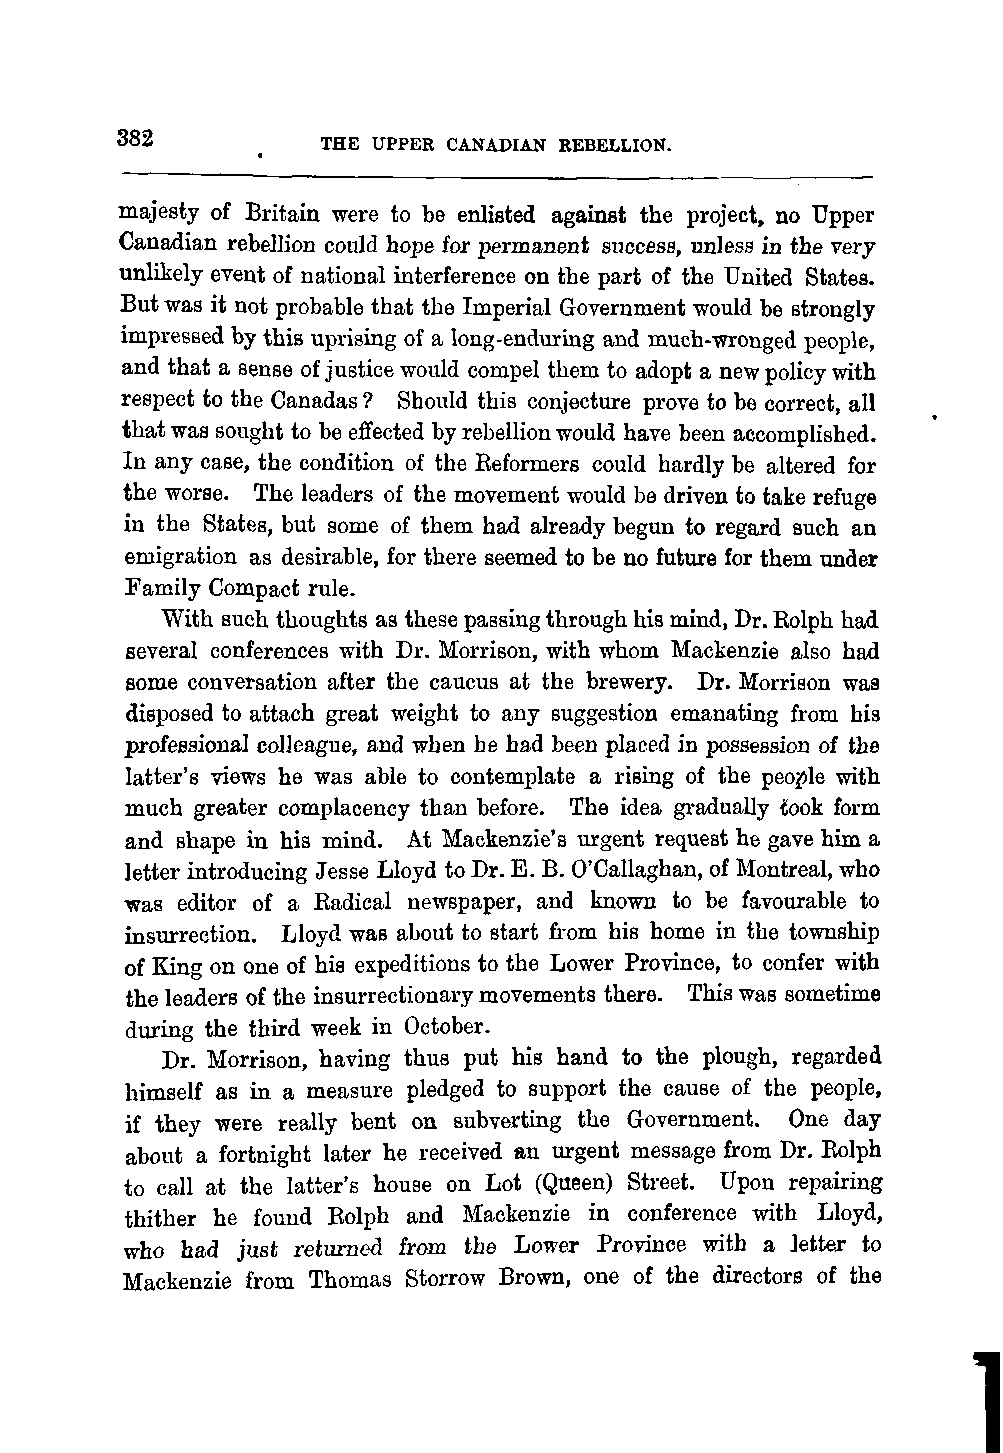 382
THE UPPER CANADIAN REBELLION.
majesty of Britain were to be enlisted against the project, no Upper
Canadian rebellion could hope for permanent success, unless in the very
unlikely event of national interference on the part of the United States.
But was it not probable that the Imperial Government would be strongly
impressed by this uprising of a long-enduring and much-wronged people,
and that a sense of justice would compel them to adopt a new policy with
respect to the Canadas? Should this conjecture prove to be correct, all
that was sought to be effected by rebellion would have been accomplished.
In any case, the condition of the Reformers could hardly be altered for
the worse. The leaders of the movement would be driven to take refuge
in the States, but some of them had already begun to regard such an
emigration as desirable, for there seemed to be no future for them under
Family Compact rule.
With such thoughts as these passing through his mind, Dr. Rolph had
several conferences with Dr. Morrison, with whom Mackenzie also had
some conversation after the caucus at the brewery. Dr. Morrison was
disposed to attach great weight to any suggestion emanating from his
professional colleague, and when he had been placed in possession of the
latter's views he was able to contemplate a rising of the people with
much greater complacency than before. The idea gradually took form
and shape in his mind. At Mackenzie's urgent request he gave him a
letter introducing Jesse Lloyd to Dr. E. B. O'Callaghan, of Montreal, who
was editor of a Radical newspaper, and known to be favourable to
insurrection. Lloyd was about to start from his home in the township
of King on one of his expeditions to the Lower Province, to confer with
the leaders of the insurrectionary movements there. This was sometime
during the third week in October.
Dr. Morrison, having thus put his hand to the plough, regarded
himself as in a measure pledged to support the cause of the people,
if they were really bent on subverting the Government. One day
about a fortnight later he received an urgent message from Dr. Rolph
to call at the latter's house on Lot (Queen) Street. Upon repairing
thither he found Rolph and Mackenzie in conference with Lloyd,
who had just returned from the Lower Province with a letter to
Mackenzie from Thomas Storrow Brown, one of the directors of the